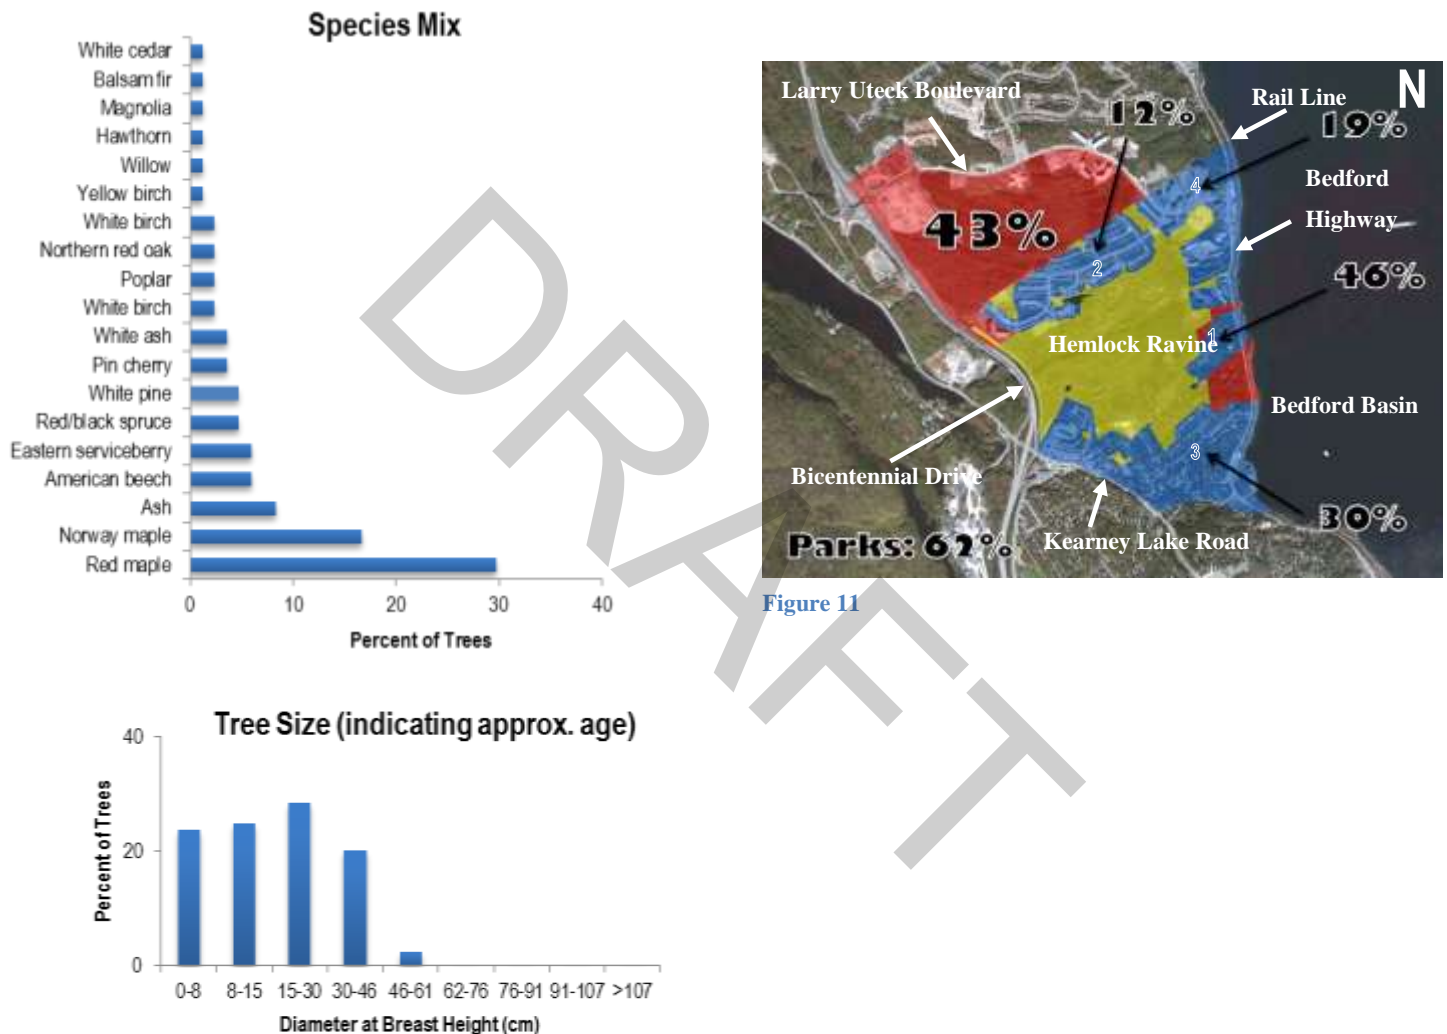 Species Mix
White cedar
Balsam fir
Magnolia
Hawthorn
Willow
Yellow birch
White birch
Northern red oak
Poplar
White birch
White ash
Pin cherry
White pine
Red/black spruce
Eastern serviceberry
American beech
Ash
Norway maple
Red maple
0 10 20 30 40
Percent of Trees
N
Larry Uteck Boulevard
Rail Line
12%
19%
Bedford
Highway
4
43%
2
46%
1
Hemlock Ravine
Bedford Basin
3
Bicentennial Drive
30%
Parks: 62%
Kearney Lake Road
Figure 11
DRAFT
Tree Size (indicating approx. age)
Percent of Trees
40
20
0
0-8 8-15 15-30 30-46 46-61 62-76 76-91 91-107 >107
Diameter at Breast Height (cm)